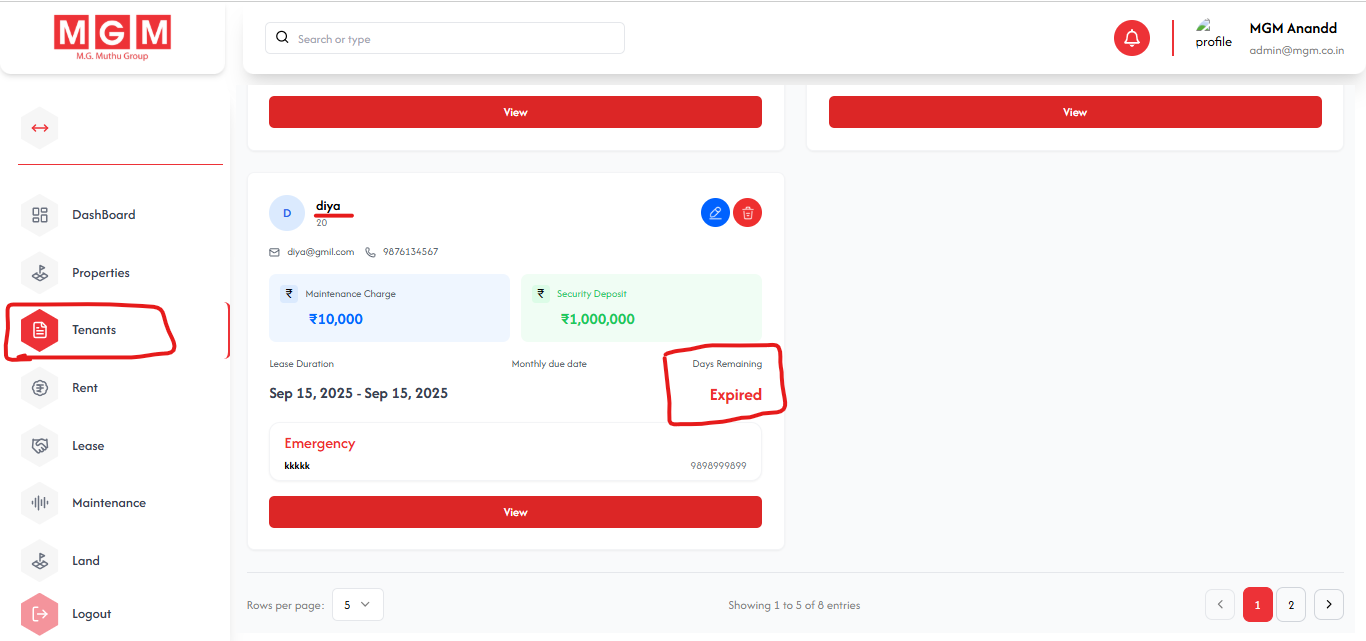 MGM
M.G. Muthu Group
Search or type
profile
MGM Anandd
admin@mgm.co.in
View
View
DashBoard
Properties
Tenants
Rent
Lease
Maintenance
Land
Logout
D
diya
20
diya@gmil.com 9876134567
₹ Maintenance Charge
₹10,000
₹ Security Deposit
₹1,000,000
Lease Duration
Monthly due date
Days Remaining
Sep 15, 2025 - Sep 15, 2025
Expired
Emergency
kkkkk
9898999899
View
Rows per page: 5
Showing 1 to 5 of 8 entries
1 2